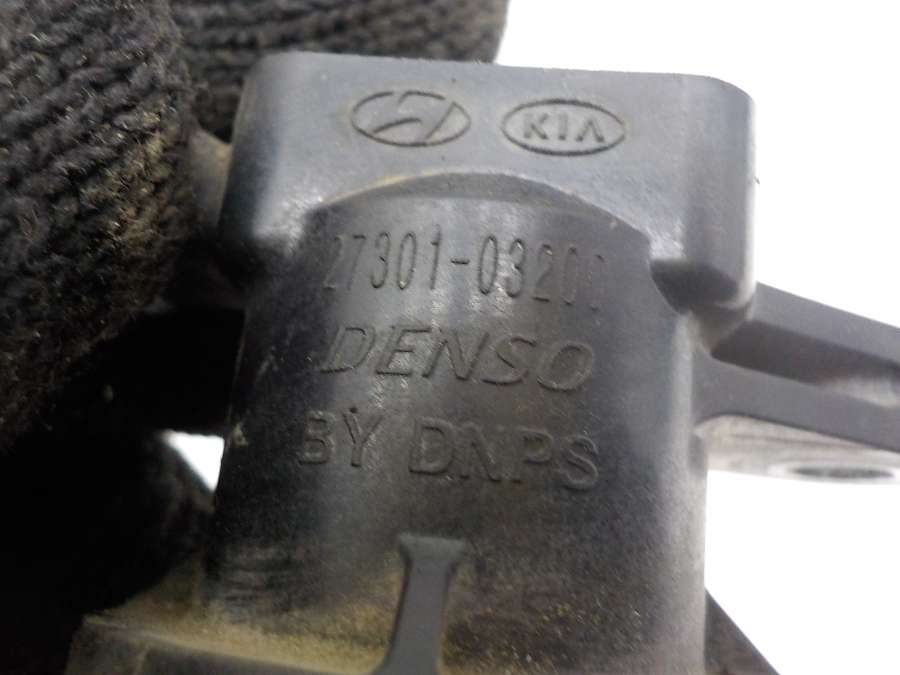 KIA
27301-03200
DENSO
BY DNPS